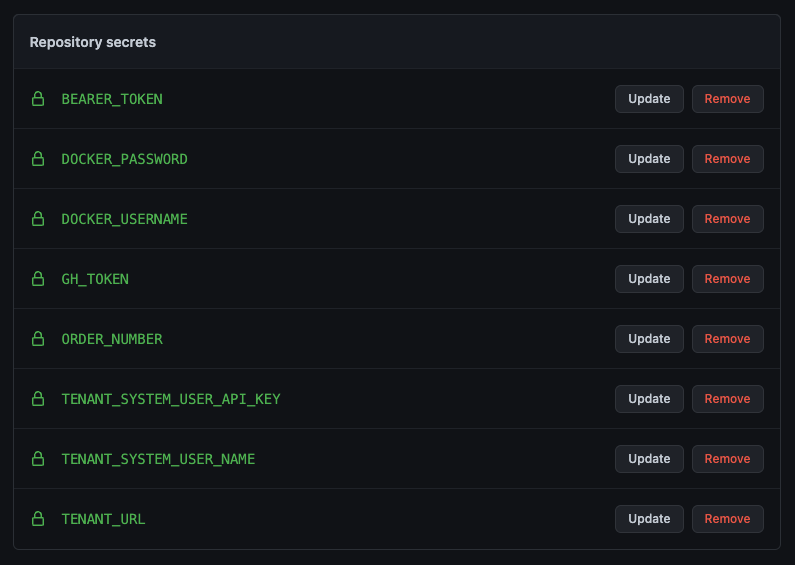 Repository secrets
BEARER_TOKEN Update Remove
DOCKER_PASSWORD Update Remove
DOCKER_USERNAME Update Remove
GH_TOKEN Update Remove
ORDER_NUMBER Update Remove
TENANT_SYSTEM_USER_API_KEY Update Remove
TENANT_SYSTEM_USER_NAME Update Remove
TENANT_URL Update Remove